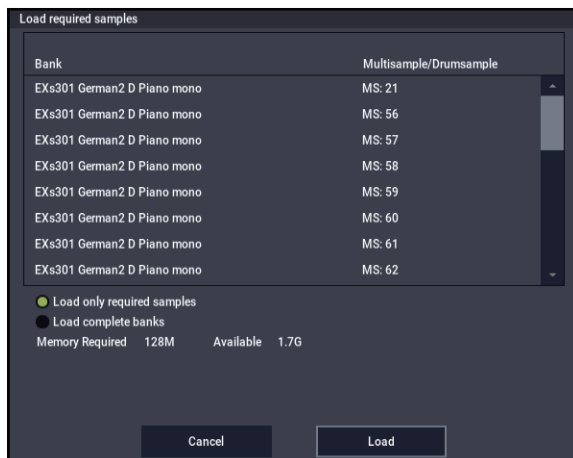 Load required samples
Bank Multisample/Drumsample
EXs301 German2 D Piano mono MS: 21
EXs301 German2 D Piano mono MS: 56
EXs301 German2 D Piano mono MS: 57
EXs301 German2 D Piano mono MS: 58
EXs301 German2 D Piano mono MS: 59
EXs301 German2 D Piano mono MS: 60
EXs301 German2 D Piano mono MS: 61
EXs301 German2 D Piano mono MS: 62
Load only required samples
Load complete banks
Memory Required 128M Available 1.7G
Cancel Load